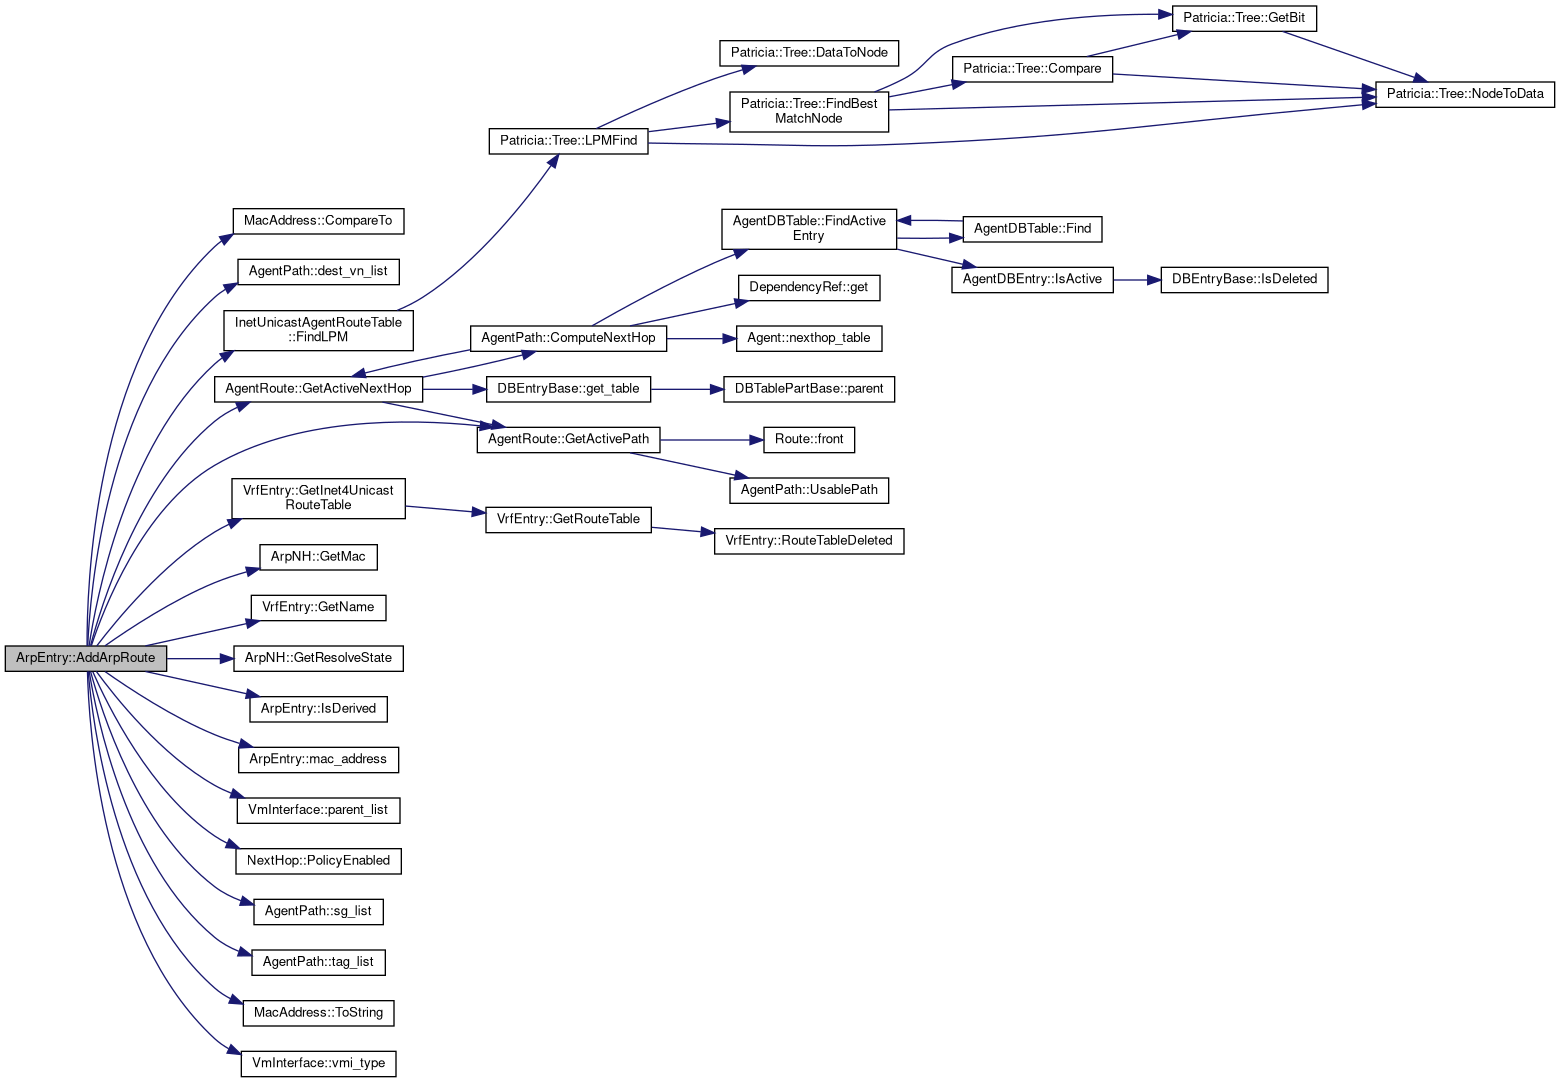 Patricia::Tree::GetBit
Patricia::Tree::DataToNode
Patricia::Tree::Compare
Patricia::Tree::NodeToData
Patricia::Tree::FindBest
MatchNode
Patricia::Tree::LPMFind
MacAddress::CompareTo
AgentDBTable::FindActive
Entry
AgentDBTable::Find
AgentPath::dest_vn_list
AgentDBEntry::IsActive
DBEntryBase::IsDeleted
DependencyRef::get
InetUnicastAgentRouteTable
::FindLPM
AgentPath::ComputeNextHop
Agent::nexthop_table
AgentRoute::GetActiveNextHop
DBEntryBase::get_table
DBTablePartBase::parent
AgentRoute::GetActivePath
Route::front
AgentPath::UsablePath
VrfEntry::GetInet4Unicast
RouteTable
VrfEntry::GetRouteTable
VrfEntry::RouteTableDeleted
ArpNH::GetMac
VrfEntry::GetName
ArpEntry::AddArpRoute
ArpNH::GetResolveState
ArpEntry::IsDerived
ArpEntry::mac_address
VmInterface::parent_list
NextHop::PolicyEnabled
AgentPath::sg_list
AgentPath::tag_list
MacAddress::ToString
VmInterface::vmi_type